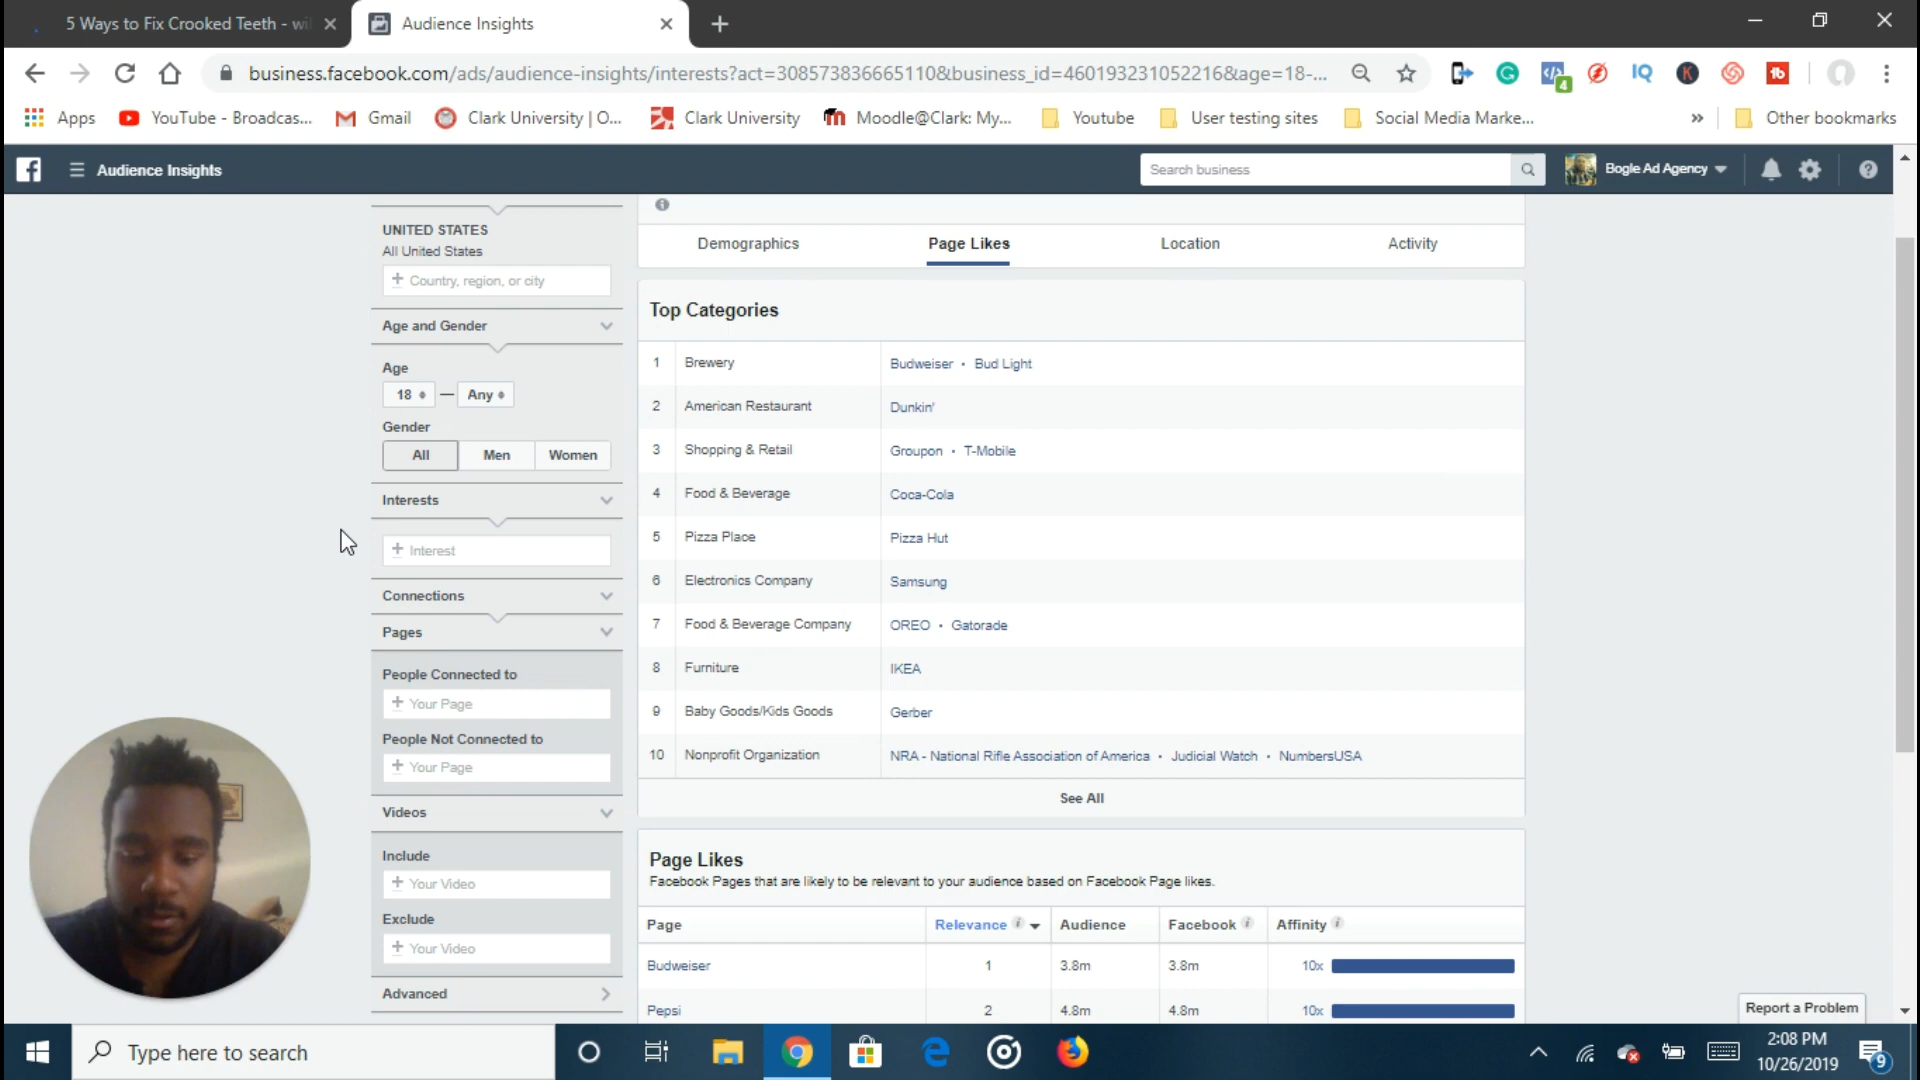 5 Ways to Fix Crooked Teeth - wi
Audience Insights
business.facebook.com/ads/audience-insights/interests?act=308573836665110&business_id=460193231052216&age=18-...
4
IQ
K
Apps
YouTube - Broadcas...
Gmail
Clark University | O...
Clark University
Moodle@Clark: My...
Youtube
User testing sites
Social Media Marke...
»
Other bookmarks
Audience Insights
Search business
Bogle Ad Agency
UNITED STATES
All United States
+ Country, region, or city
Age and Gender
Age
18 — Any
Gender
All Men Women
Interests
+ Interest
Connections
Pages
People Connected to
+ Your Page
People Not Connected to
+ Your Page
Videos
Include
+ Your Video
Exclude
+ Your Video
Advanced
Demographics Page Likes Location Activity
Top Categories
1 Brewery Budweiser • Bud Light
2 American Restaurant Dunkin'
3 Shopping & Retail Groupon • T-Mobile
4 Food & Beverage Coca-Cola
5 Pizza Place Pizza Hut
6 Electronics Company Samsung
7 Food & Beverage Company OREO • Gatorade
8 Furniture IKEA
9 Baby Goods/Kids Goods Gerber
10 Nonprofit Organization NRA - National Rifle Association of America • Judicial Watch • NumbersUSA
See All
Page Likes
Facebook Pages that are likely to be relevant to your audience based on Facebook Page likes.
Page Relevance Audience Facebook Affinity
Budweiser 1 3.8m 3.8m 10x
Pepsi 2 4.8m 4.8m 10x
Report a Problem
Type here to search
2:08 PM
10/26/2019
9